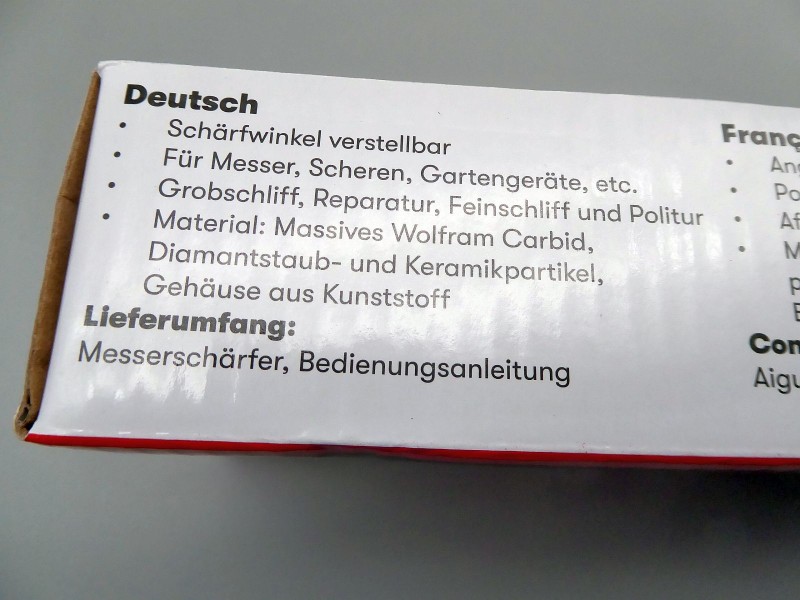 Deutsch
• Schärfwinkel verstellbar
• Für Messer, Scheren, Gartengeräte, etc.
• Grobschliff, Reparatur, Feinschliff und Politur
• Material: Massives Wolfram Carbid,
Diamantstaub- und Keramikpartikel,
Gehäuse aus Kunststoff
Lieferumfang:
Messerschärfer, Bedienungsanleitung